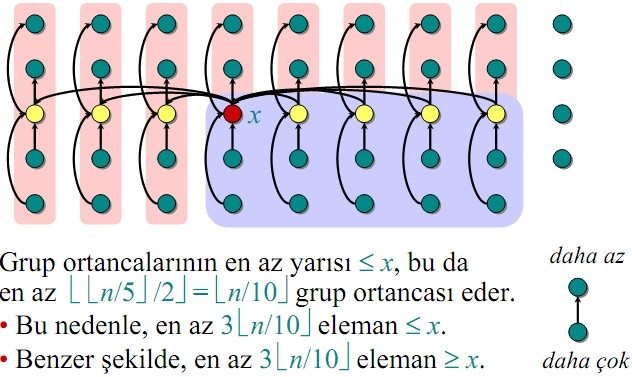 x
Grup ortancalarının en az yarısı ≤ x, bu da
en az ⌊⌊n/5⌋/2⌋ = ⌊n/10⌋ grup ortancası eder.
• Bu nedenle, en az 3⌊n/10⌋ eleman ≤ x.
• Benzer şekilde, en az 3⌊n/10⌋ eleman ≥ x.
daha az
daha çok